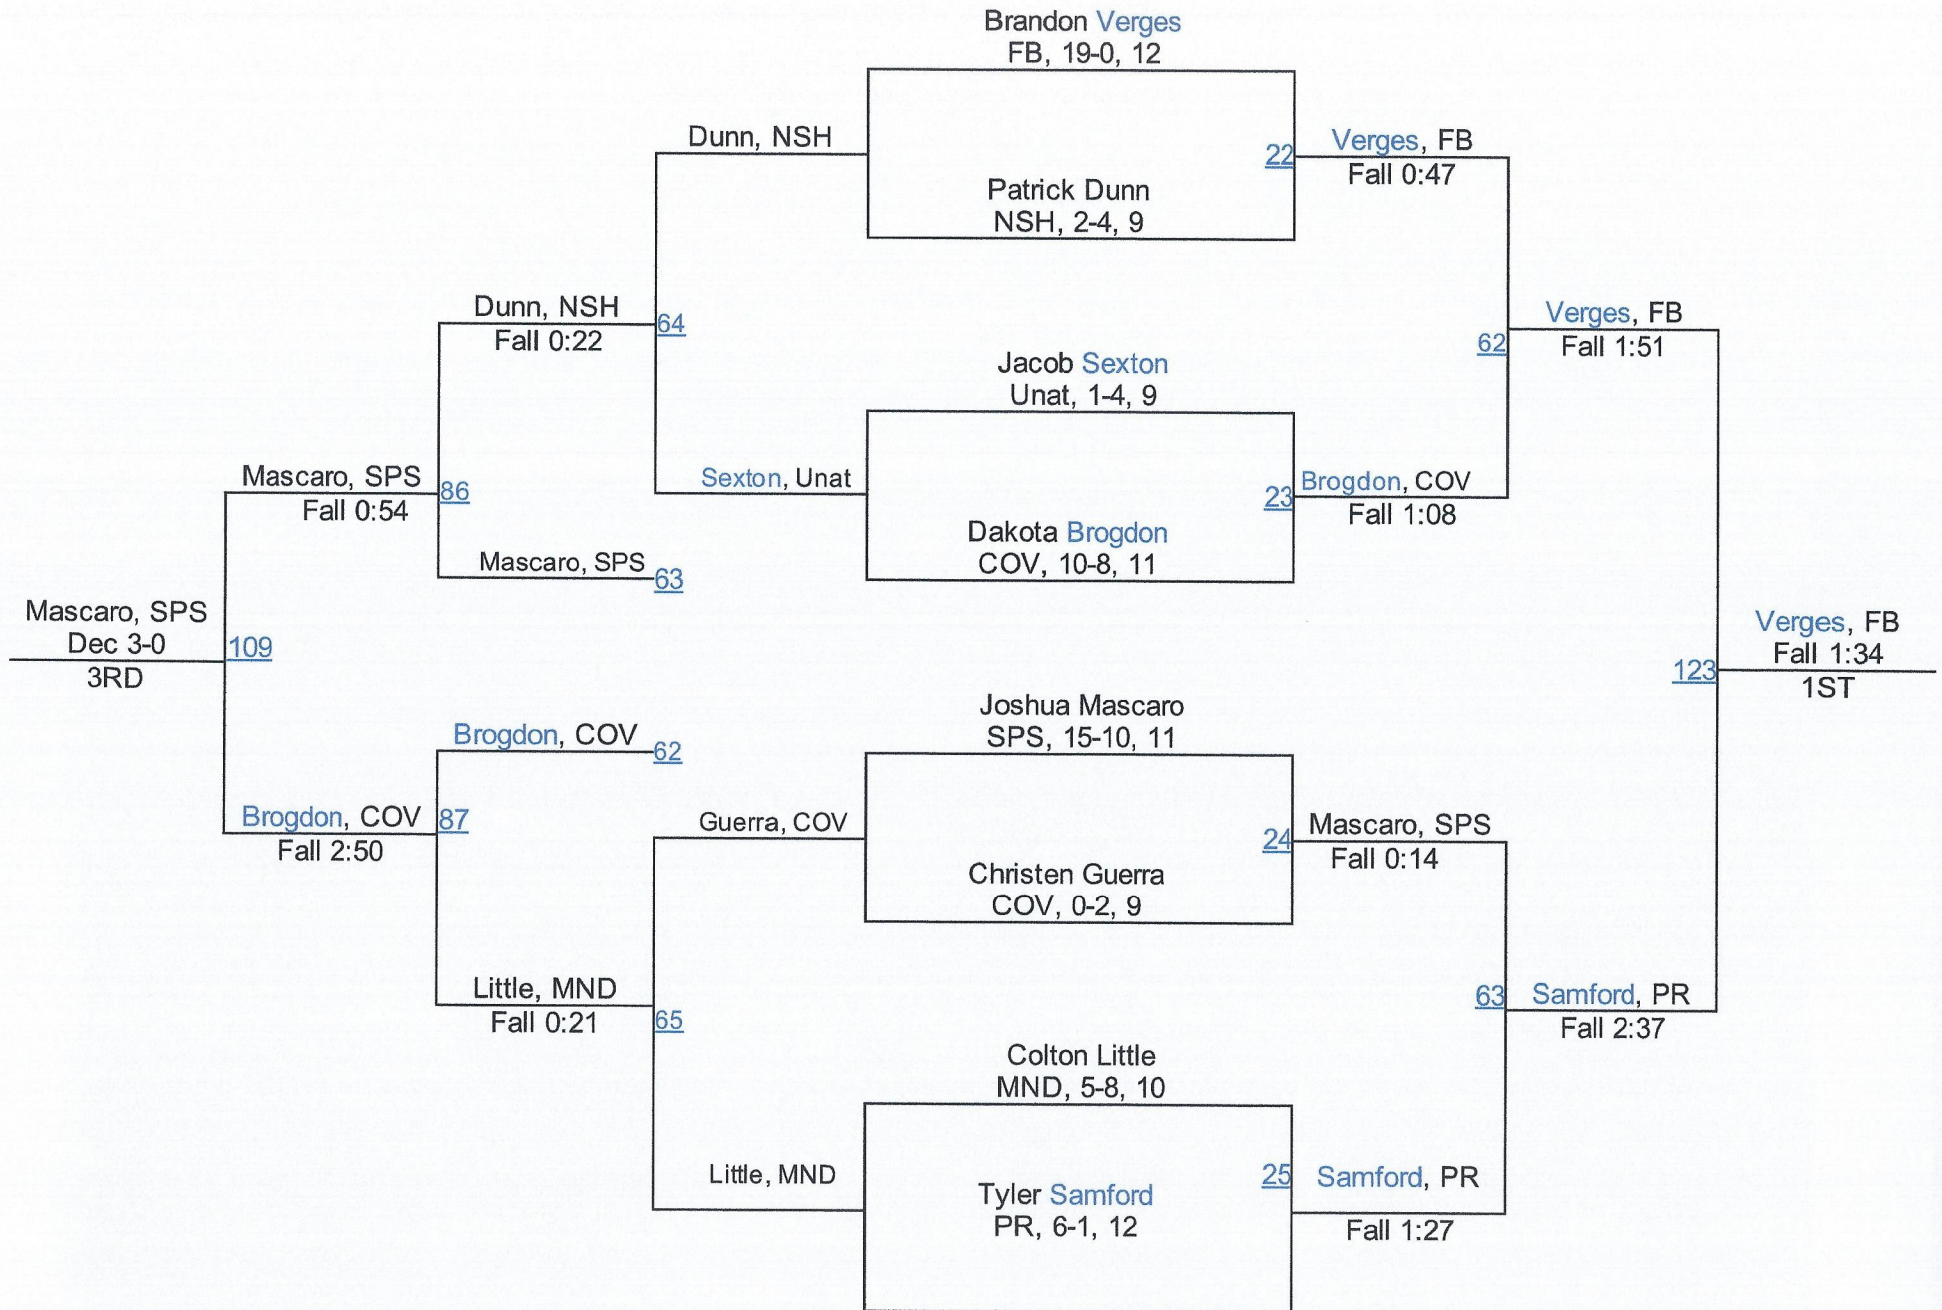 Brandon Verges
FB, 19-0, 12
Dunn, NSH
22
Verges, FB
Fall 0:47
Patrick Dunn
NSH, 2-4, 9
Dunn, NSH
Fall 0:22
64
Verges, FB
Fall 1:51
62
Jacob Sexton
Unat, 1-4, 9
Mascaro, SPS
Fall 0:54
86
Sexton, Unat
23
Brogdon, COV
Fall 1:08
Dakota Brogdon
COV, 10-8, 11
Mascaro, SPS
63
Mascaro, SPS
Dec 3-0
3RD
109
Verges, FB
Fall 1:34
1ST
123
Joshua Mascaro
SPS, 15-10, 11
Brogdon, COV
62
Brogdon, COV
Fall 2:50
87
Guerra, COV
24
Mascaro, SPS
Fall 0:14
Christen Guerra
COV, 0-2, 9
Little, MND
Fall 0:21
65
63
Samford, PR
Fall 2:37
Colton Little
MND, 5-8, 10
Little, MND
25
Samford, PR
Fall 1:27
Tyler Samford
PR, 6-1, 12